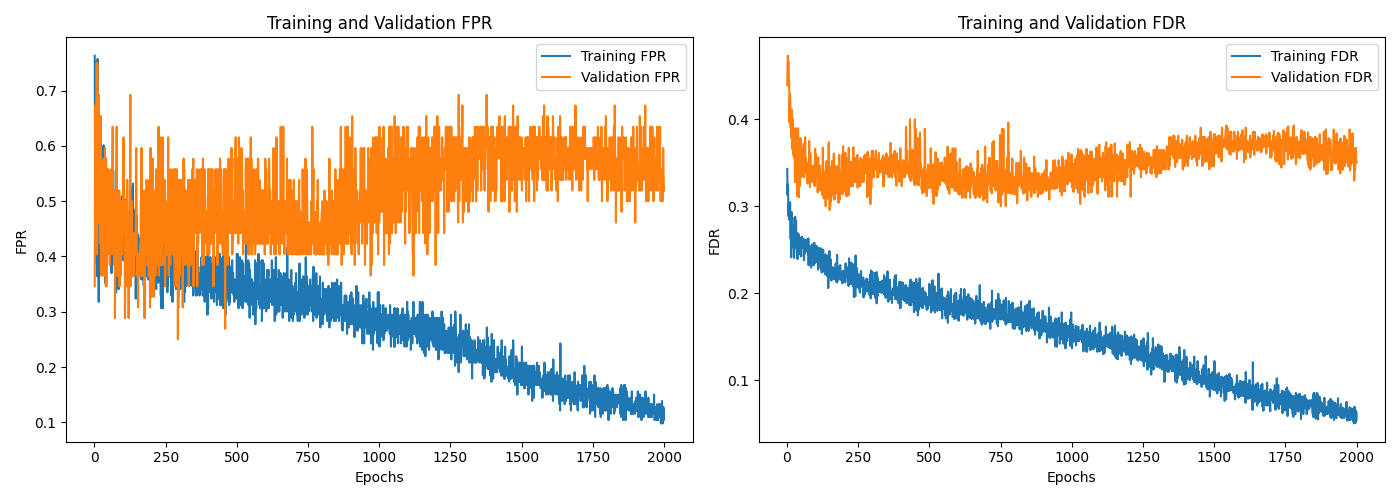 Training and Validation FPR
Training FPR
Validation FPR
FPR
0.7
0.6
0.5
0.4
0.3
0.2
0.1
0 250 500 750 1000 1250 1500 1750 2000
Epochs
Training and Validation FDR
Training FDR
Validation FDR
FDR
0.4
0.3
0.2
0.1
0 250 500 750 1000 1250 1500 1750 2000
Epochs